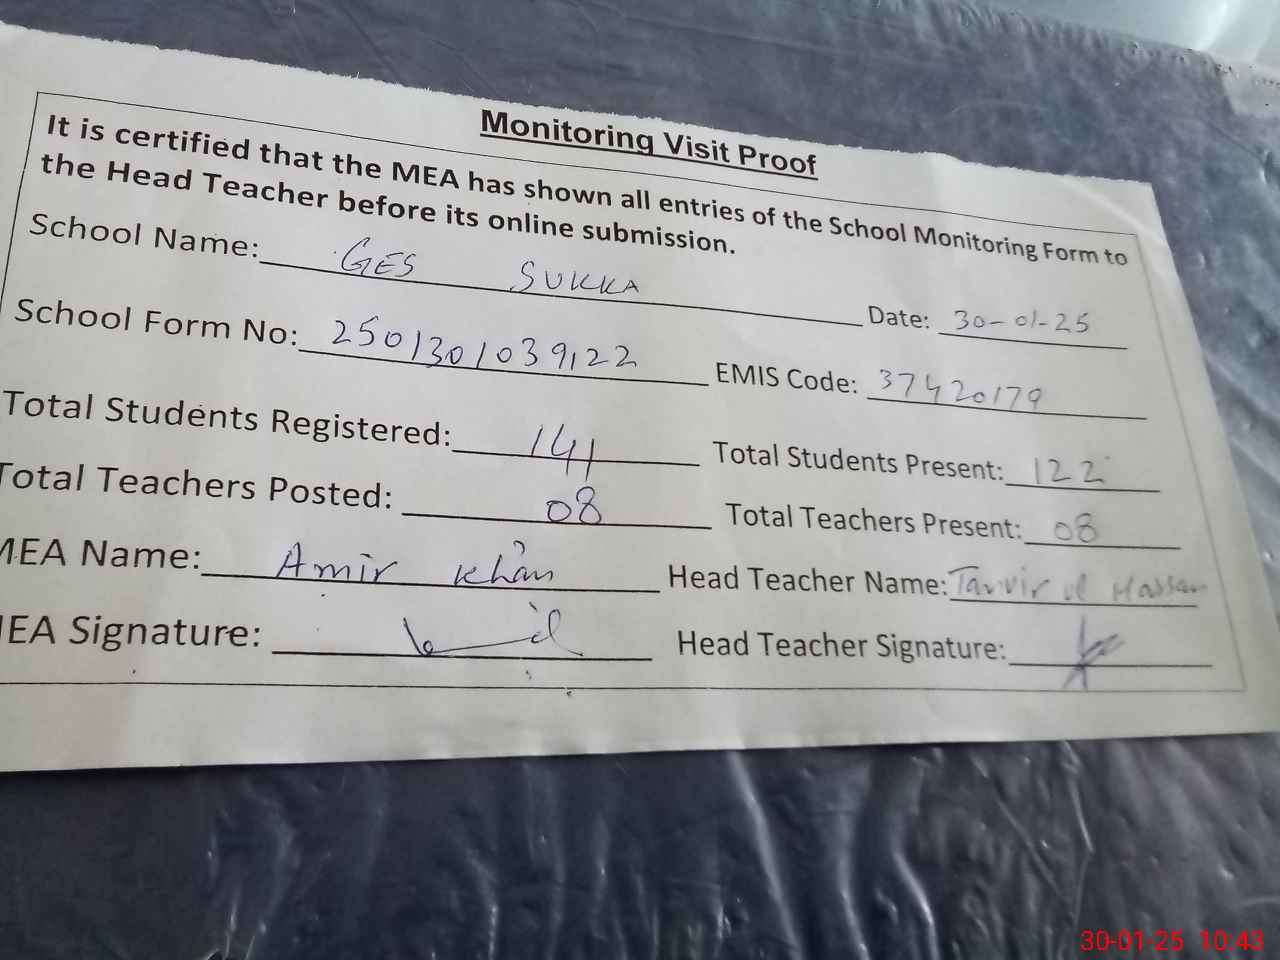 Monitoring Visit Proof
It is certified that the MEA has shown all entries of the School Monitoring Form to
the Head Teacher before its online submission.
School Name: GES SUKKA Date: 30-01-25
School Form No: 2501301039122 EMIS Code: 37420179
Total Students Registered: 141 Total Students Present: 122
Total Teachers Posted: 08 Total Teachers Present: 08
MEA Name: Amir Khan Head Teacher Name: Tanvir ul Hassan
MEA Signature: Head Teacher Signature:
30-01-25 10:43